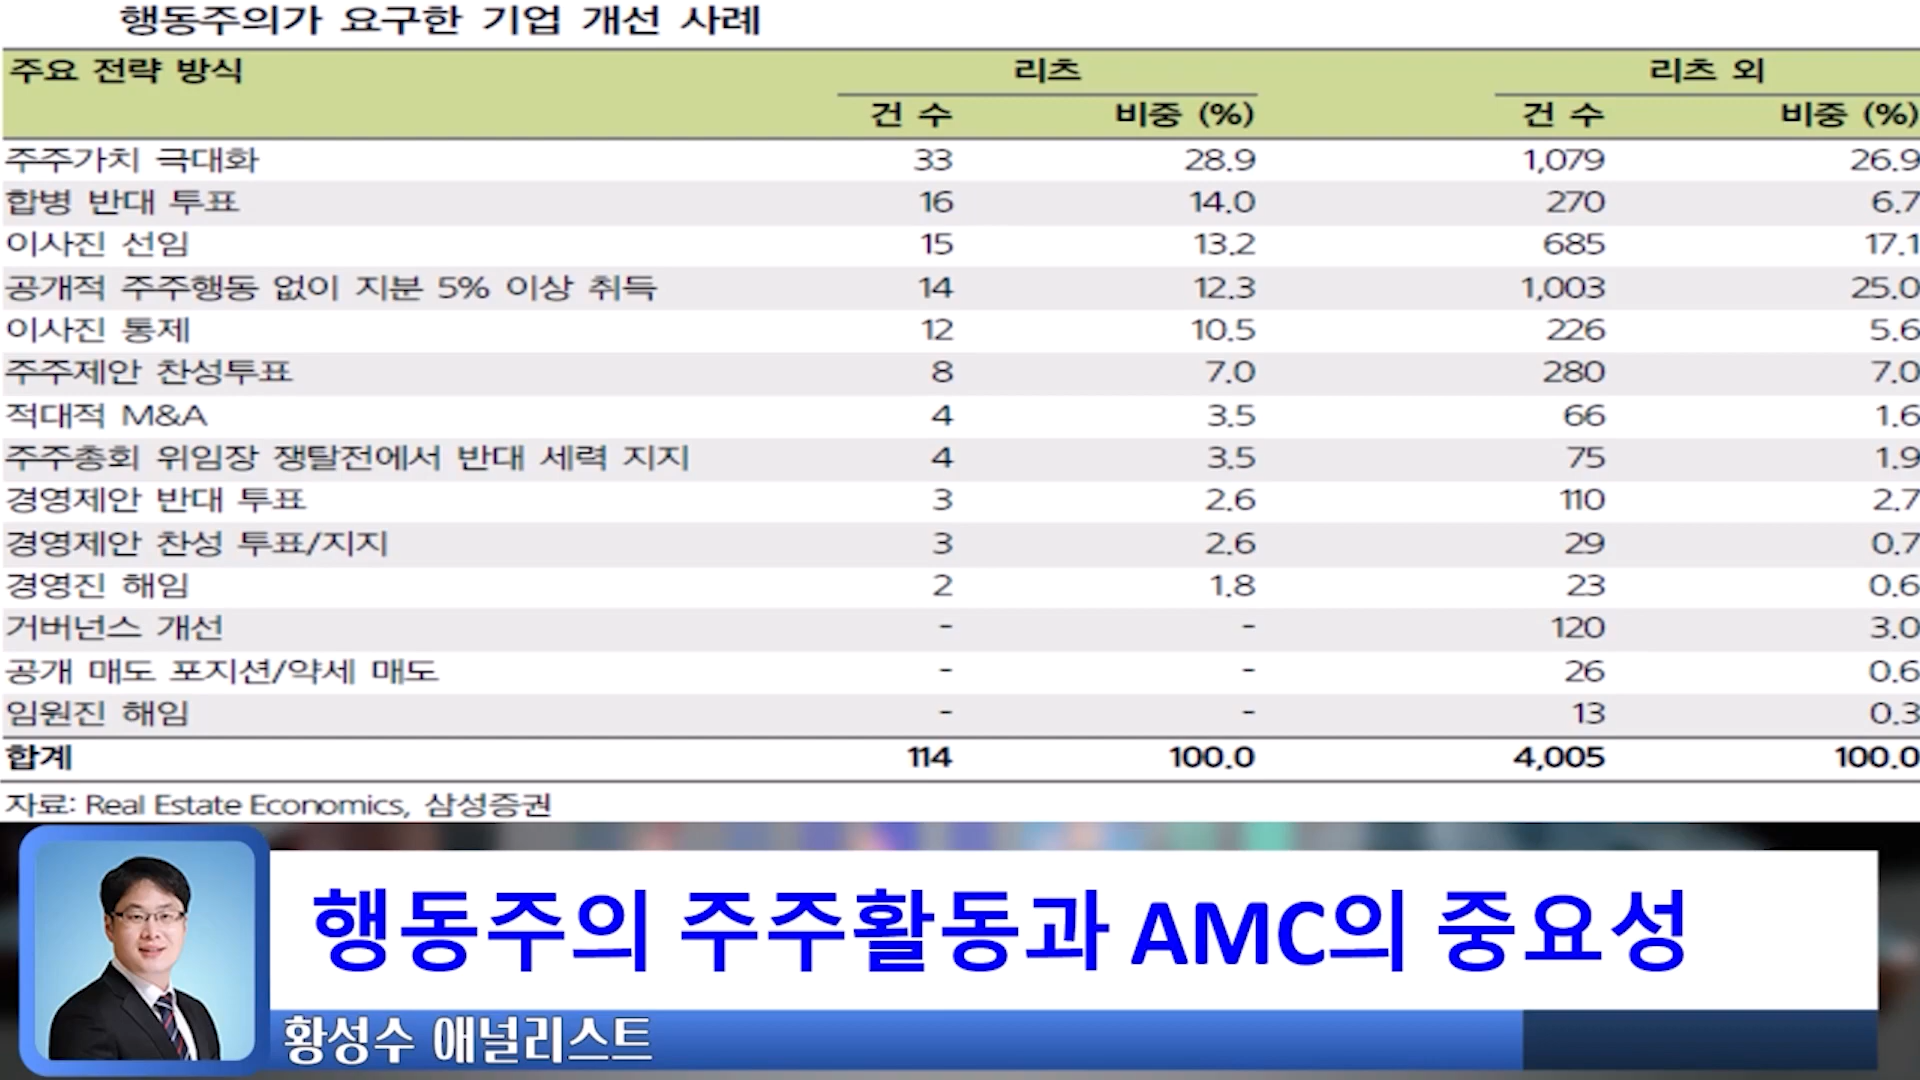 행동주의가 요구한 기업 개선 사례
주요 전략 방식 리츠 리츠 외
건 수 비중 (%) 건 수 비중 (%)
주주가치 극대화 33 28.9 1,079 26.9
합병 반대 투표 16 14.0 270 6.7
이사진 선임 15 13.2 685 17.1
공개적 주주행동 없이 지분 5% 이상 취득 14 12.3 1,003 25.0
이사진 통제 12 10.5 226 5.6
주주제안 찬성투표 8 7.0 280 7.0
적대적 M&A 4 3.5 66 1.6
주주총회 위임장 쟁탈전에서 반대 세력 지지 4 3.5 75 1.9
경영제안 반대 투표 3 2.6 110 2.7
경영제안 찬성 투표/지지 3 2.6 29 0.7
경영진 해임 2 1.8 23 0.6
거버넌스 개선 - - 120 3.0
공개 매도 포지션/약세 매도 - - 26 0.6
임원진 해임 - - 13 0.3
합계 114 100.0 4,005 100.0
자료: Real Estate Economics, 삼성증권
행동주의 주주활동과 AMC의 중요성
황성수 애널리스트